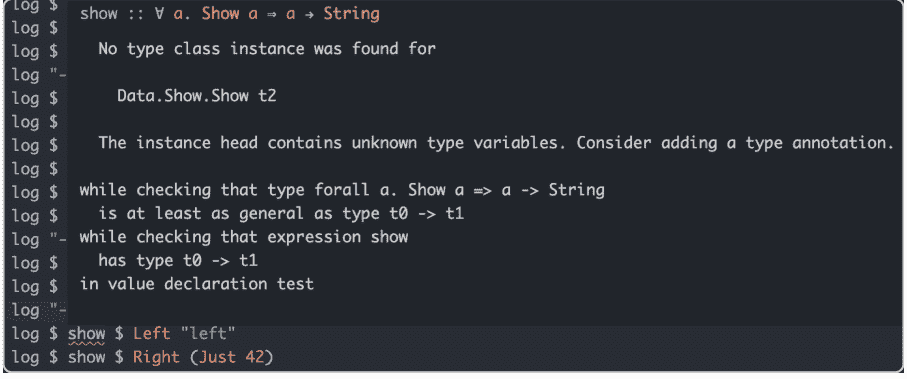 log $
show :: ∀ a. Show a ⇒ a → String
log $
log $
No type class instance was found for
log "-
log $
Data.Show.Show t2
log $
log $
The instance head contains unknown type variables. Consider adding a type annotation.
log $
log $
while checking that type forall a. Show a => a -> String
log $
is at least as general as type t0 -> t1
log "-
while checking that expression show
log $
has type t0 -> t1
log $
in value declaration test
log "-
log $ show $ Left "left"
log $ show $ Right (Just 42)